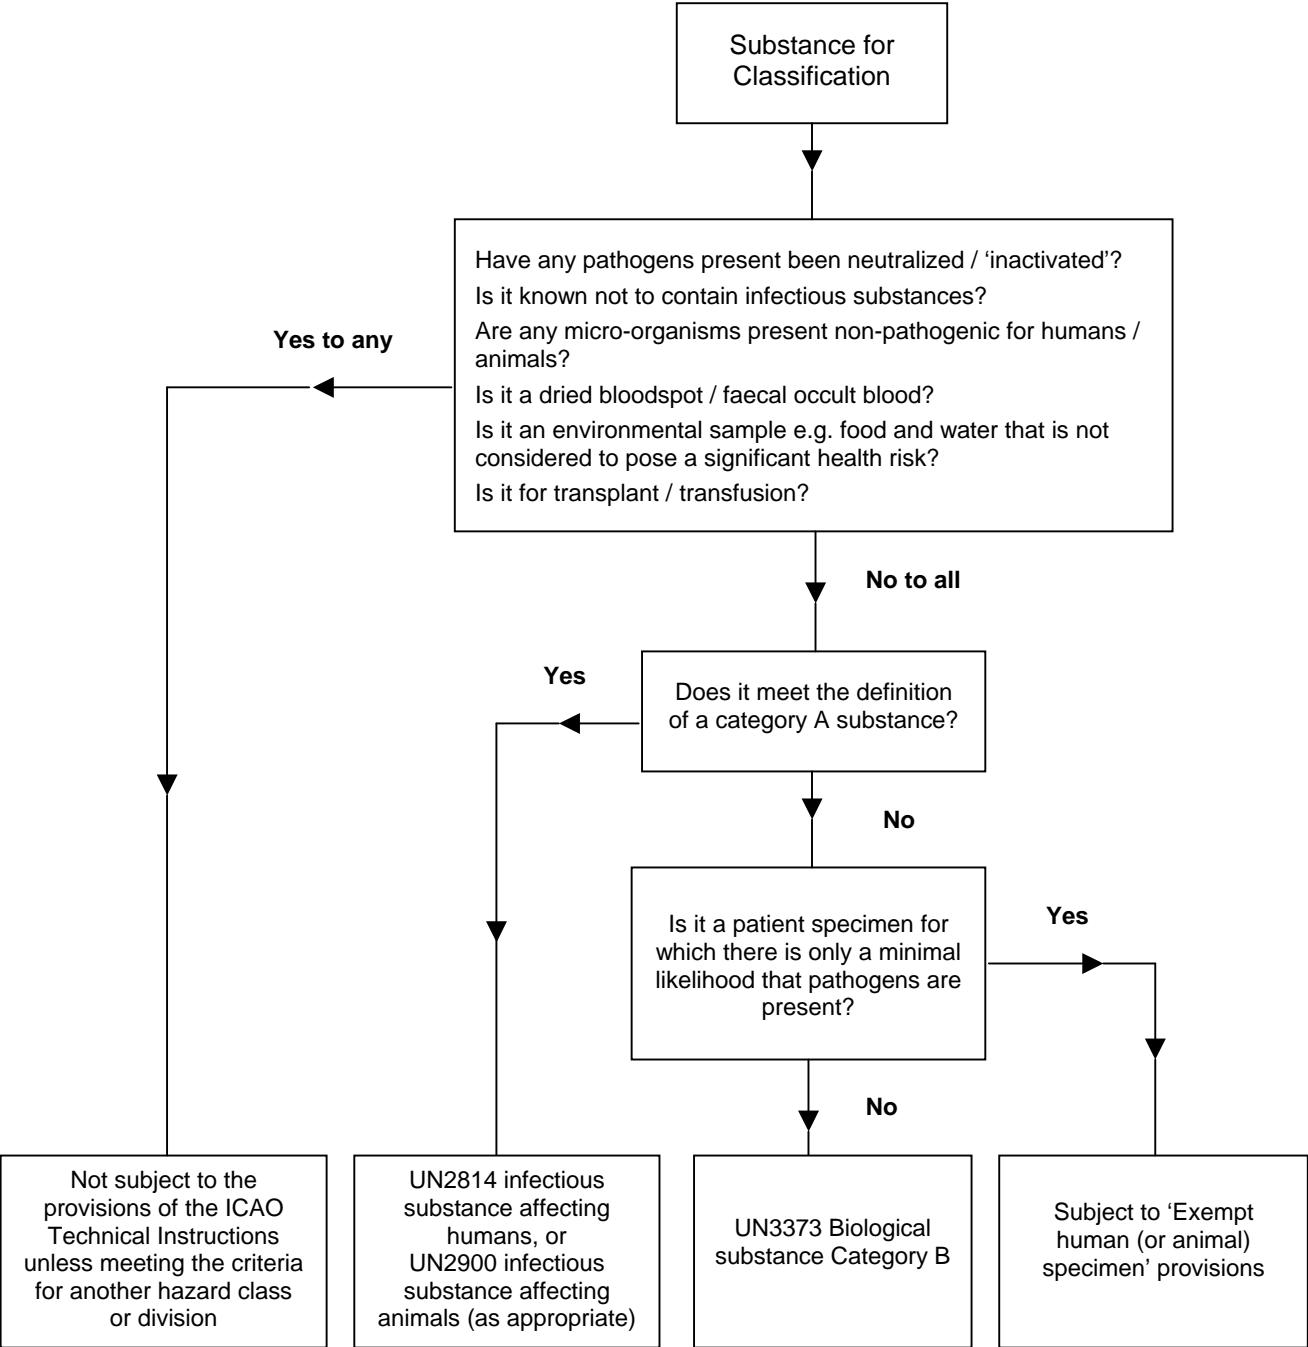 Substance for
Classification
Have any pathogens present been neutralized / ‘inactivated’?
Is it known not to contain infectious substances?
Are any micro-organisms present non-pathogenic for humans /
animals?
Is it a dried bloodspot / faecal occult blood?
Is it an environmental sample e.g. food and water that is not
considered to pose a significant health risk?
Is it for transplant / transfusion?
Yes to any
No to all
Does it meet the definition
of a category A substance?
Yes
No
Is it a patient specimen for
which there is only a minimal
likelihood that pathogens are
present?
Yes
No
Not subject to the
provisions of the ICAO
Technical Instructions
unless meeting the criteria
for another hazard class
or division
UN2814 infectious
substance affecting
humans, or
UN2900 infectious
substance affecting
animals (as appropriate)
UN3373 Biological
substance Category B
Subject to ‘Exempt
human (or animal)
specimen’ provisions